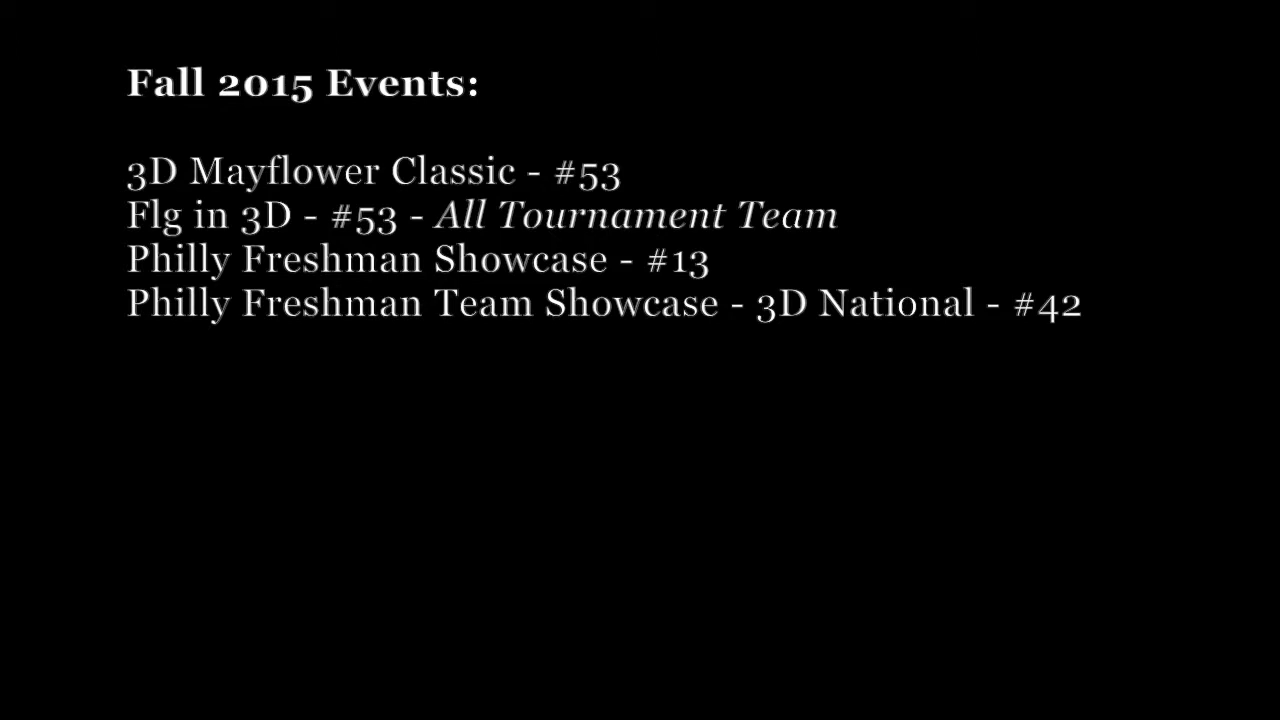 Fall 2015 Events:
3D Mayflower Classic - #53
Flg in 3D - #53 - All Tournament Team
Philly Freshman Showcase - #13
Philly Freshman Team Showcase - 3D National - #42